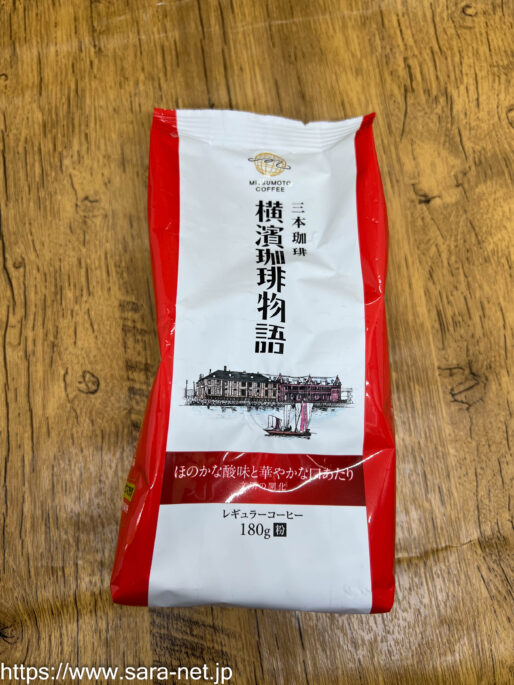 MITSUMOTO
COFFEE
三本珈琲
横濱珈琲物語
ほのかな酸味と華やかな口あたり
レギュラーコーヒー
180g 粉
https://www.sara-net.jp